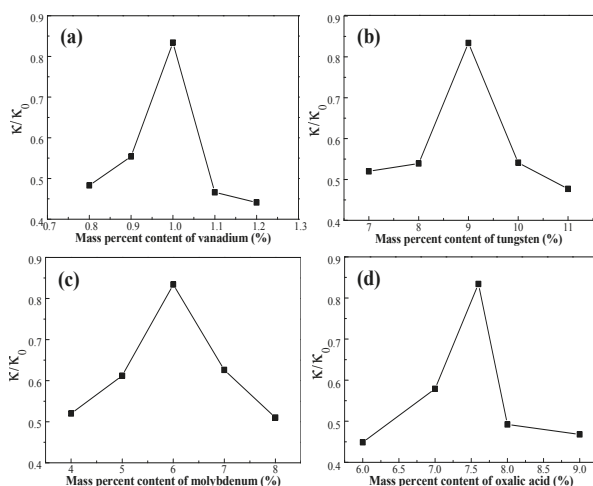 (a)
κ/κ0
0.9
0.8
0.7
0.6
0.5
0.4
0.7 0.8 0.9 1.0 1.1 1.2 1.3
Mass percent content of vanadium (%)
(b)
κ/κ0
0.9
0.8
0.7
0.6
0.5
0.4
7 8 9 10 11
Mass percent content of tungsten (%)
(c)
κ/κ0
0.9
0.8
0.7
0.6
0.5
0.4
4 5 6 7 8
Mass percent content of molybdenum (%)
(d)
κ/κ0
0.9
0.8
0.7
0.6
0.5
0.4
6.0 6.5 7.0 7.5 8.0 8.5 9.0
Mass percent content of oxalic acid (%)